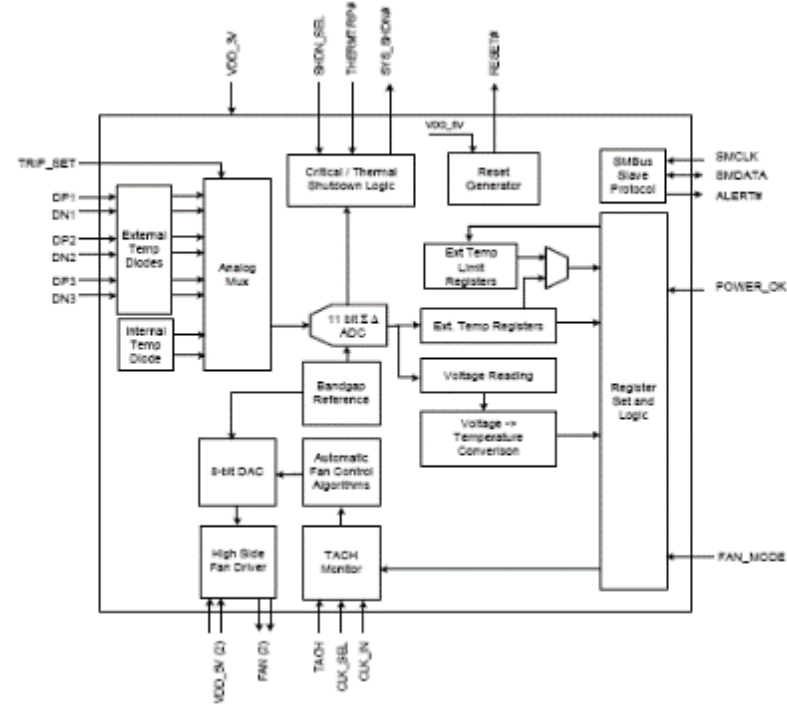 VDD_3V
SHDN_SEL
THERMTRIP#
SYS_SHDN#
RESET#
VDD_5V
TRIP_SET
Critical / Thermal
Shutdown Logic
Reset
Generator
SMBus
Slave
Protocol
SMCLK
SMDATA
ALERT#
DP1
DN1
DP2
DN2
DP3
DN3
External
Temp
Diodes
Analog
Mux
Internal
Temp
Diode
Ext Temp
Limit
Registers
POWER_OK
11 bit Σ Δ
ADC
Ext. Temp Registers
Bandgap
Reference
Voltage Reading
Register
Set and
Logic
Voltage ->
Temperature
Converison
8-bit DAC
Automatic
Fan Control
Algorithms
High Side
Fan Driver
TACH
Monitor
FAN_MODE
VDD_5V (2)
FAN (2)
TACH
CLK_SEL
CLK_IN